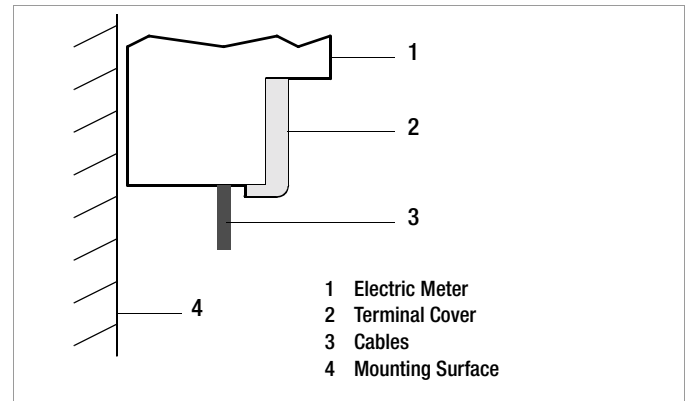 1
2
3
4
1 Electric Meter
2 Terminal Cover
3 Cables
4 Mounting Surface